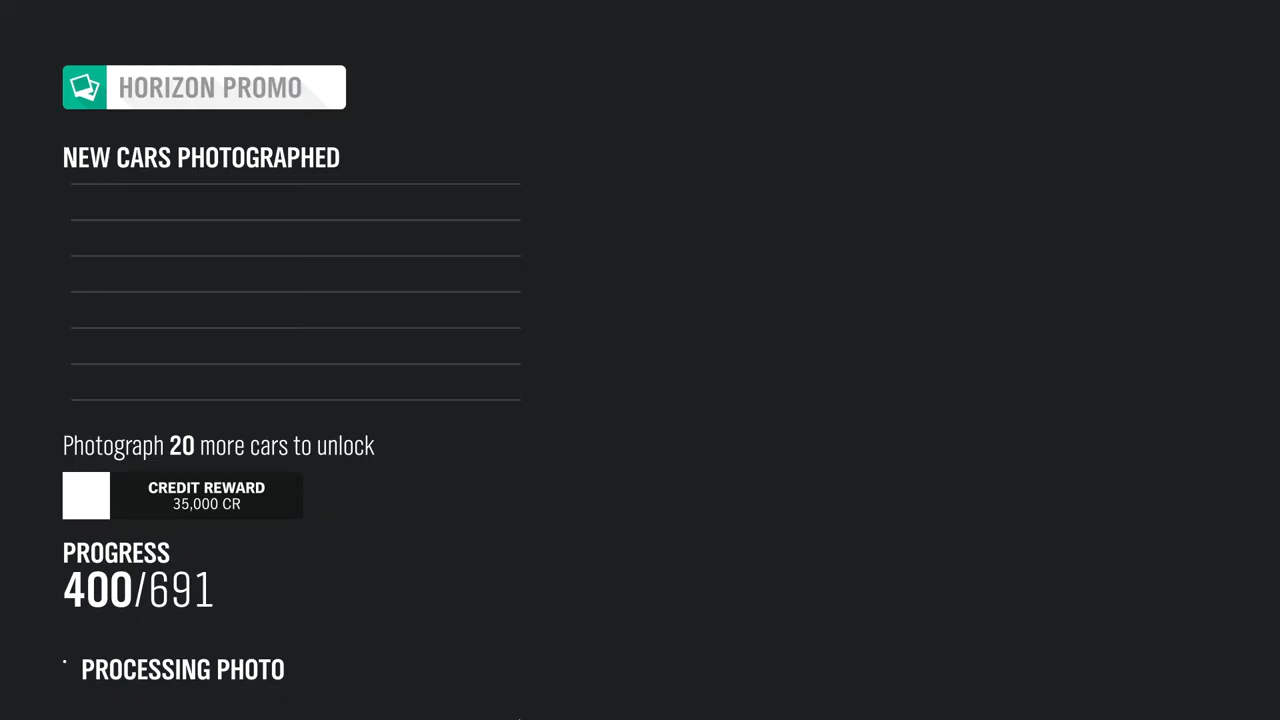 HORIZON PROMO
NEW CARS PHOTOGRAPHED
Photograph 20 more cars to unlock
CREDIT REWARD
35,000 CR
PROGRESS
400/691
PROCESSING PHOTO